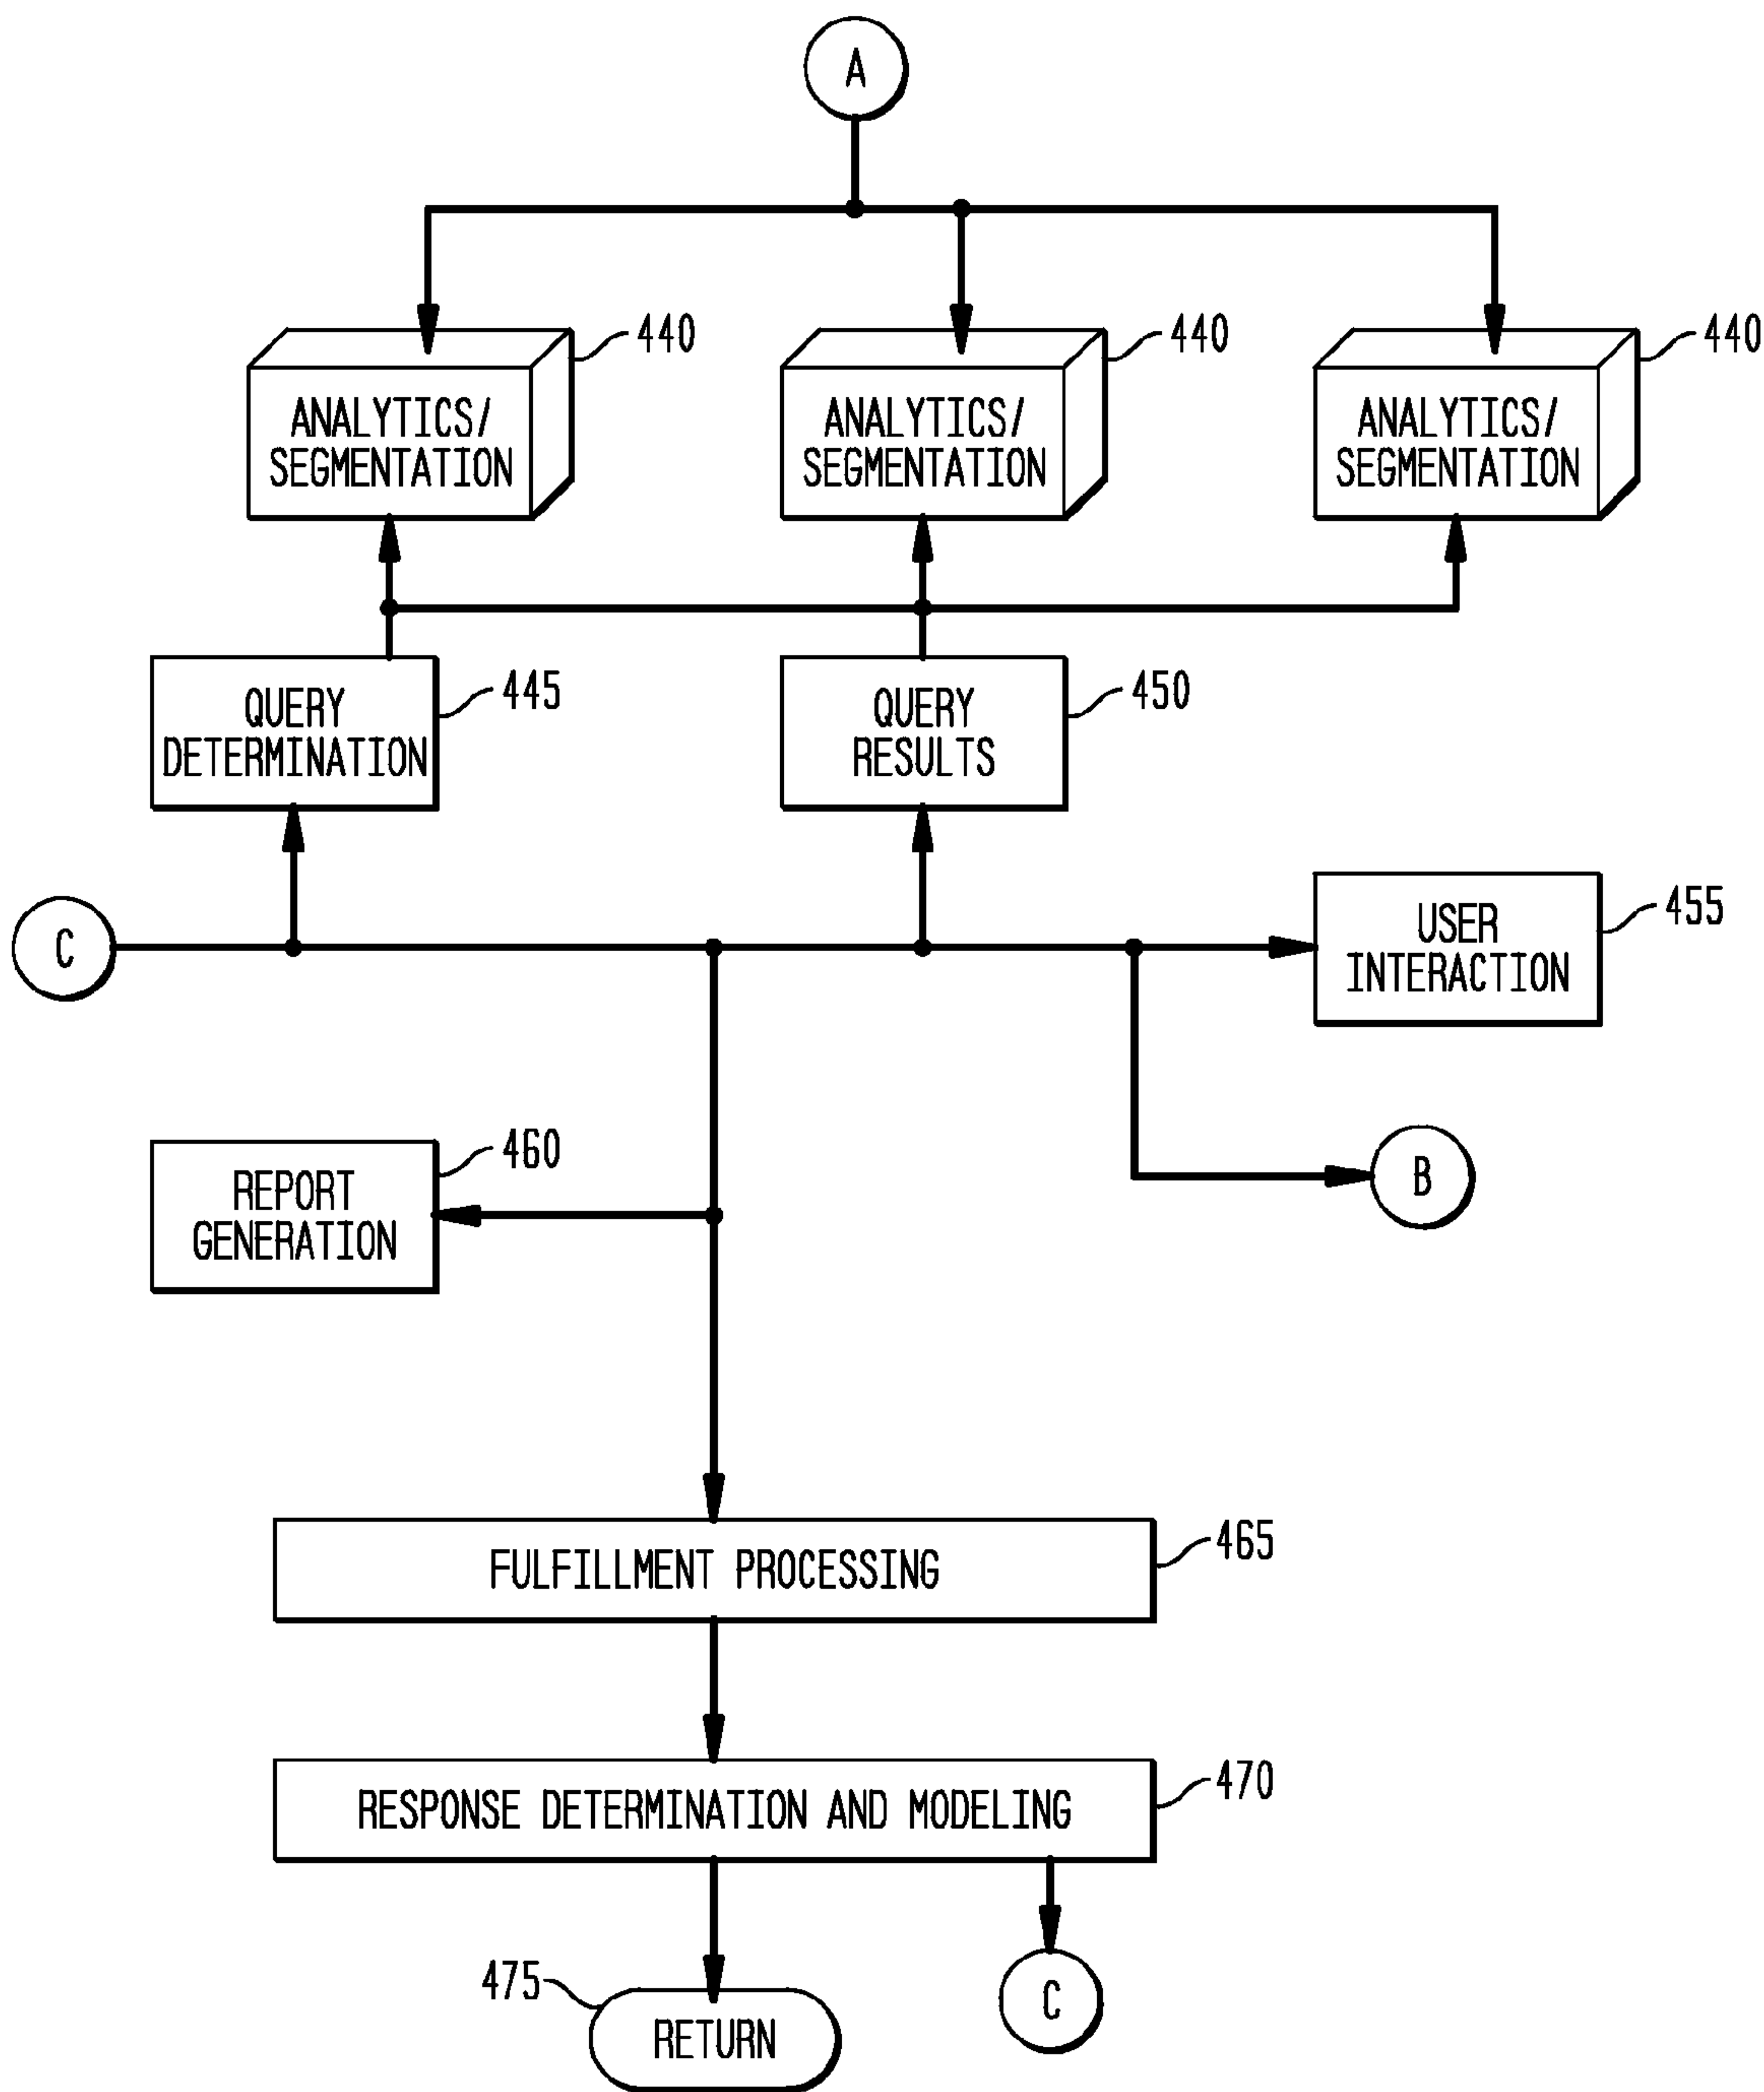 A
440
440
440
ANALYTICS/
SEGMENTATION
ANALYTICS/
SEGMENTATION
ANALYTICS/
SEGMENTATION
445
QUERY
DETERMINATION
450
QUERY
RESULTS
C
455
USER
INTERACTION
460
REPORT
GENERATION
B
465
FULFILLMENT PROCESSING
470
RESPONSE DETERMINATION AND MODELING
475
RETURN
C